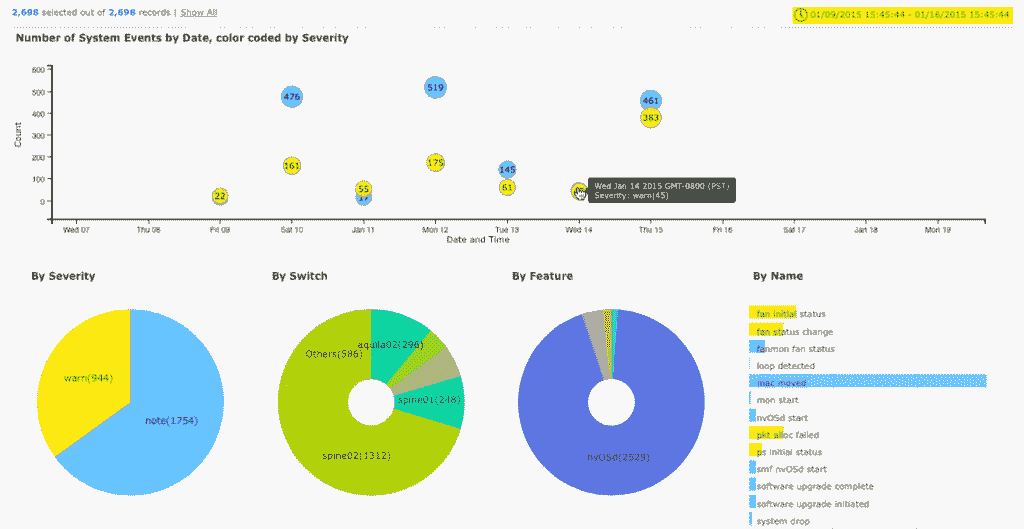 2,698 selected out of 2,698 records | Show All
01/09/2015 15:45:44 - 01/16/2015 15:45:44
Number of System Events by Date, color coded by Severity
600
500
400
300
200
100
0
Count
476
519
461
383
161
175
145
55
61
22
Wed Jan 14 2015 GMT-0800 (PST)
Severity: warn(45)
Wed 07
Thu 08
Fri 09
Sat 10
Jan 11
Mon 12
Tue 13
Wed 14
Thu 15
Fri 16
Sat 17
Jan 18
Mon 19
Date and Time
By Severity
By Switch
By Feature
By Name
warn(944)
note(1754)
Others(586)
aquila02(296)
spine01(248)
spine02(1312)
nvOSd(2529)
fan initial status
fan status change
fanmon fan status
loop detected
mac moved
mon start
nvOSd start
pkt alloc failed
ps initial status
smf nvOSd start
software upgrade complete
software upgrade initiated
system drop